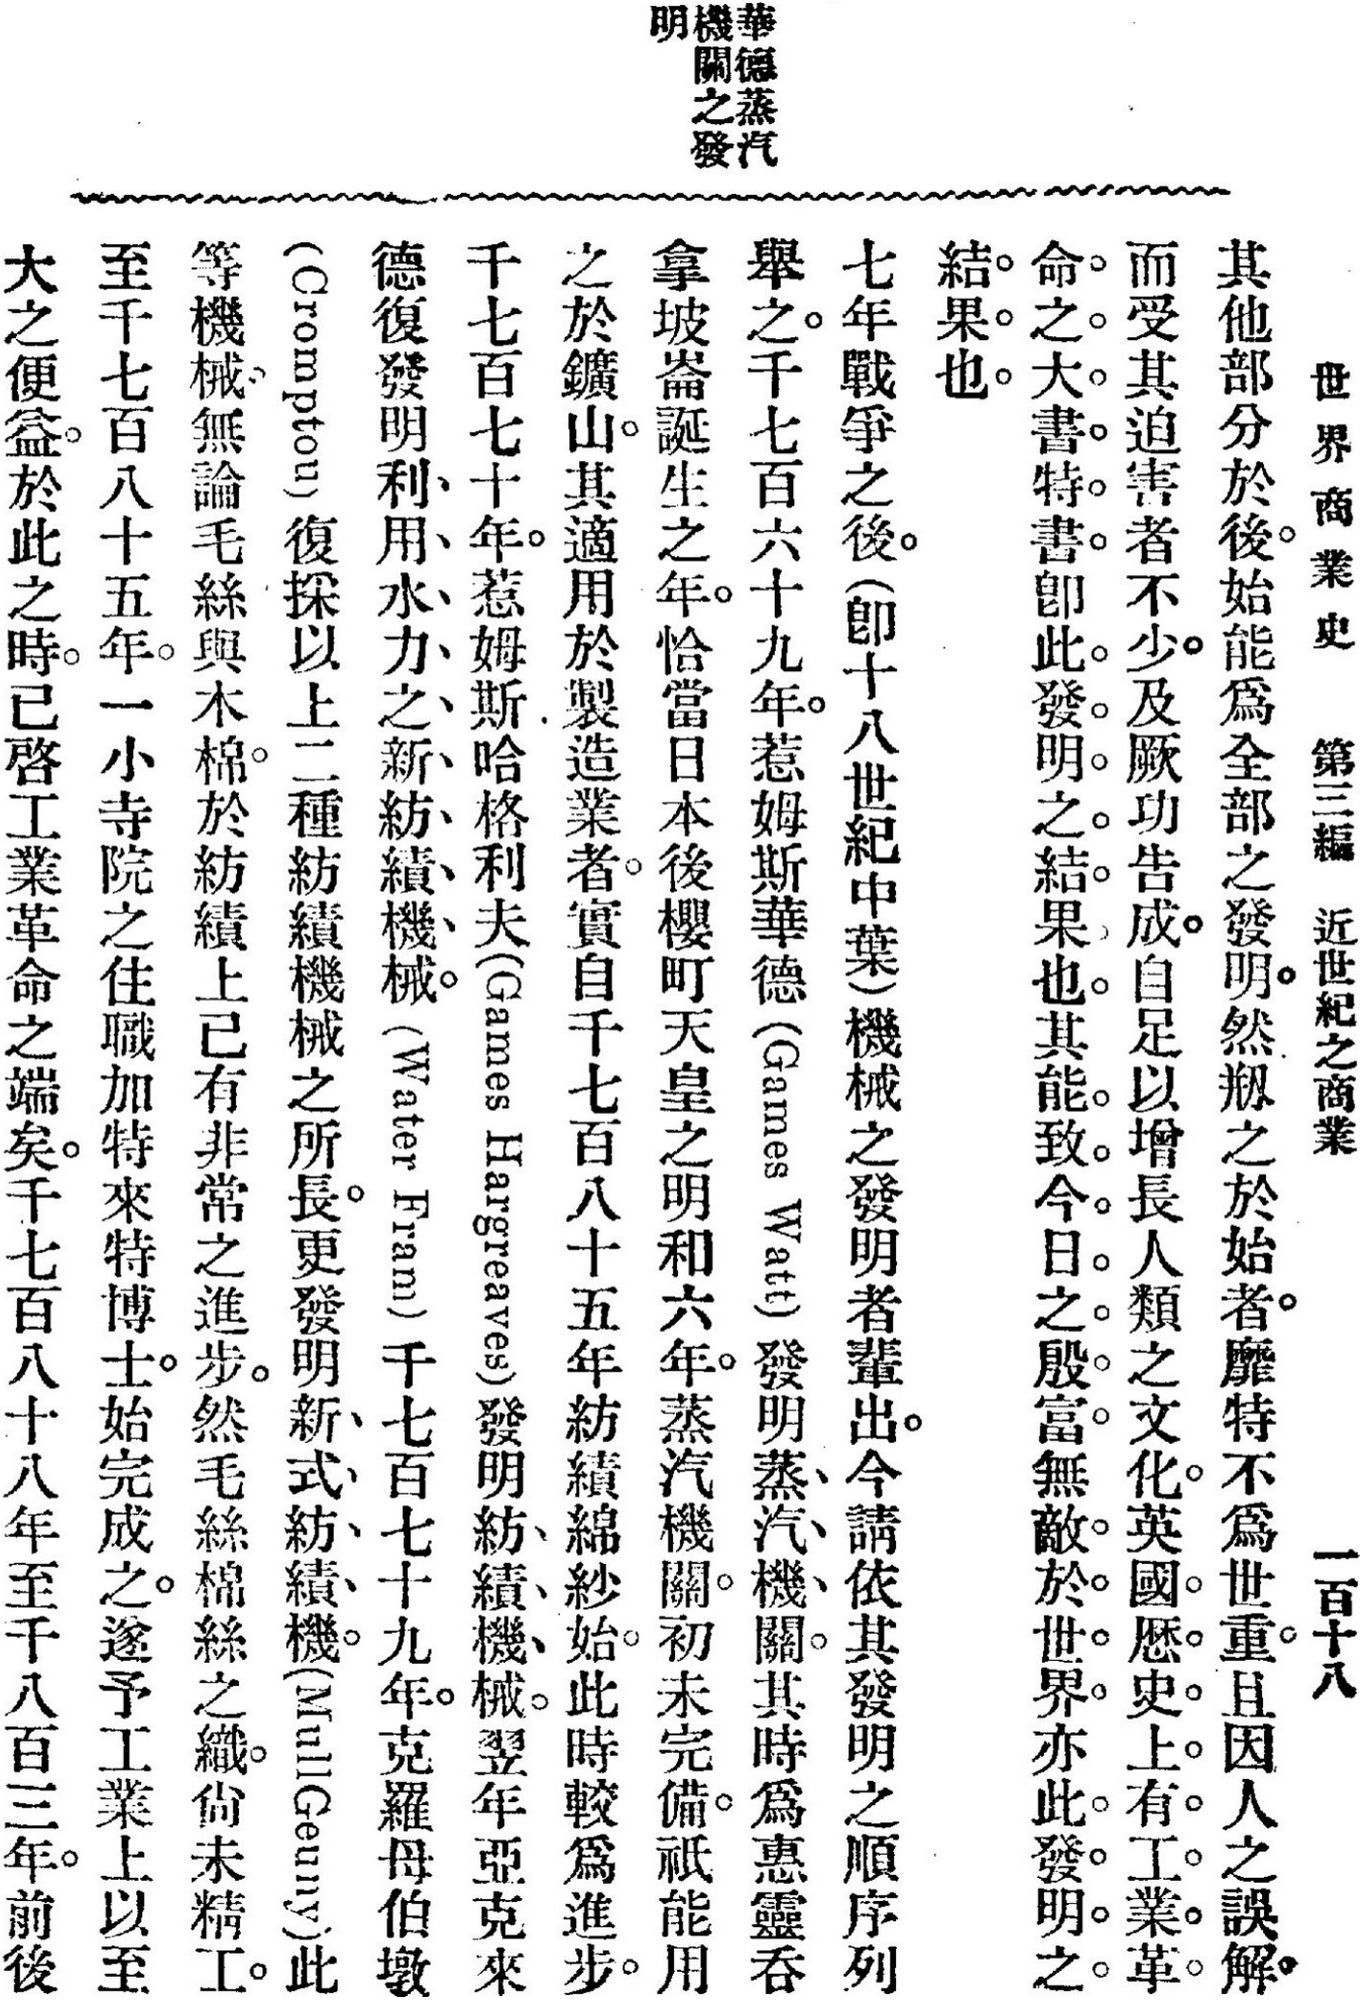 世界商業史　第三編　近世紀之商業　一百十八
華德蒸汽
機關之發
明
其他部分於後。始能爲全部之發明。然剏之於始者。靡特不爲世重。且因人之誤解。
而受其迫害者不少。及厥功告成。自足以增長人類之文化。英國歷史上有工業革
命之大書特書。卽此發明之結果也。其能致今日之殷富無敵於世界。亦此發明之
結果也。
七年戰爭之後。(卽十八世紀中葉)機械之發明者輩出。今請依其發明之順序列
舉之。千七百六十九年。惹姆斯華德(Games Watt)發明蒸汽機關。其時爲惠靈吞
拿坡崙誕生之年。恰當日本後櫻町天皇之明和六年。蒸汽機關。初未完備。祇能用
之於鑛山。其適用於製造業者。實自千七百八十五年紡績綿紗始。此時較爲進步。
千七百七十年。惹姆斯哈格利夫(Games Hargreaves)發明紡績機械。翌年亞克來
德復發明利用水力之新紡績機械。(Water Fram)千七百七十九年。克羅母伯墩
(Cromptou)復採以上二種紡績機械之所長。更發明新式紡績機。(MullGeuny)此
等機械。無論毛絲與木棉。於紡績上已有非常之進步。然毛絲棉絲之織。尙未精工。
至千七百八十五年。一小寺院之住職加特來特博士。始完成之。遂予工業上以至
大之便益。於此之時。已啓工業革命之端矣。千七百八十八年至千八百三年。前後